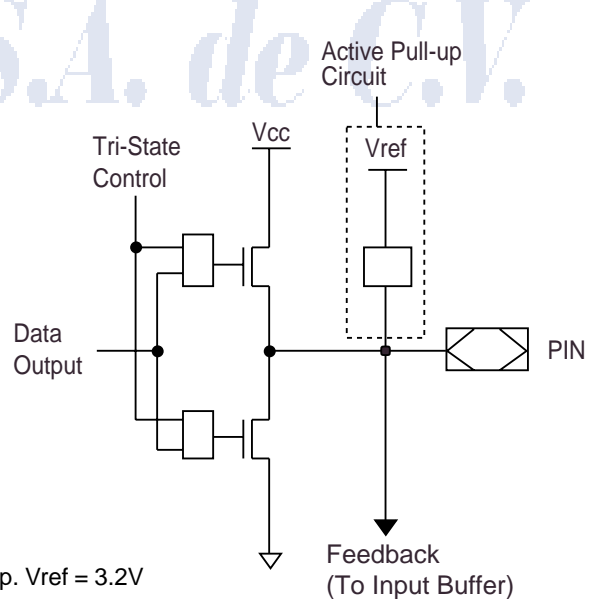 S.A. de C.V.
Active Pull-up
Circuit
Vcc
Vref
Tri-State
Control
Data
Output
PIN
Feedback
(To Input Buffer)
p. Vref = 3.2V